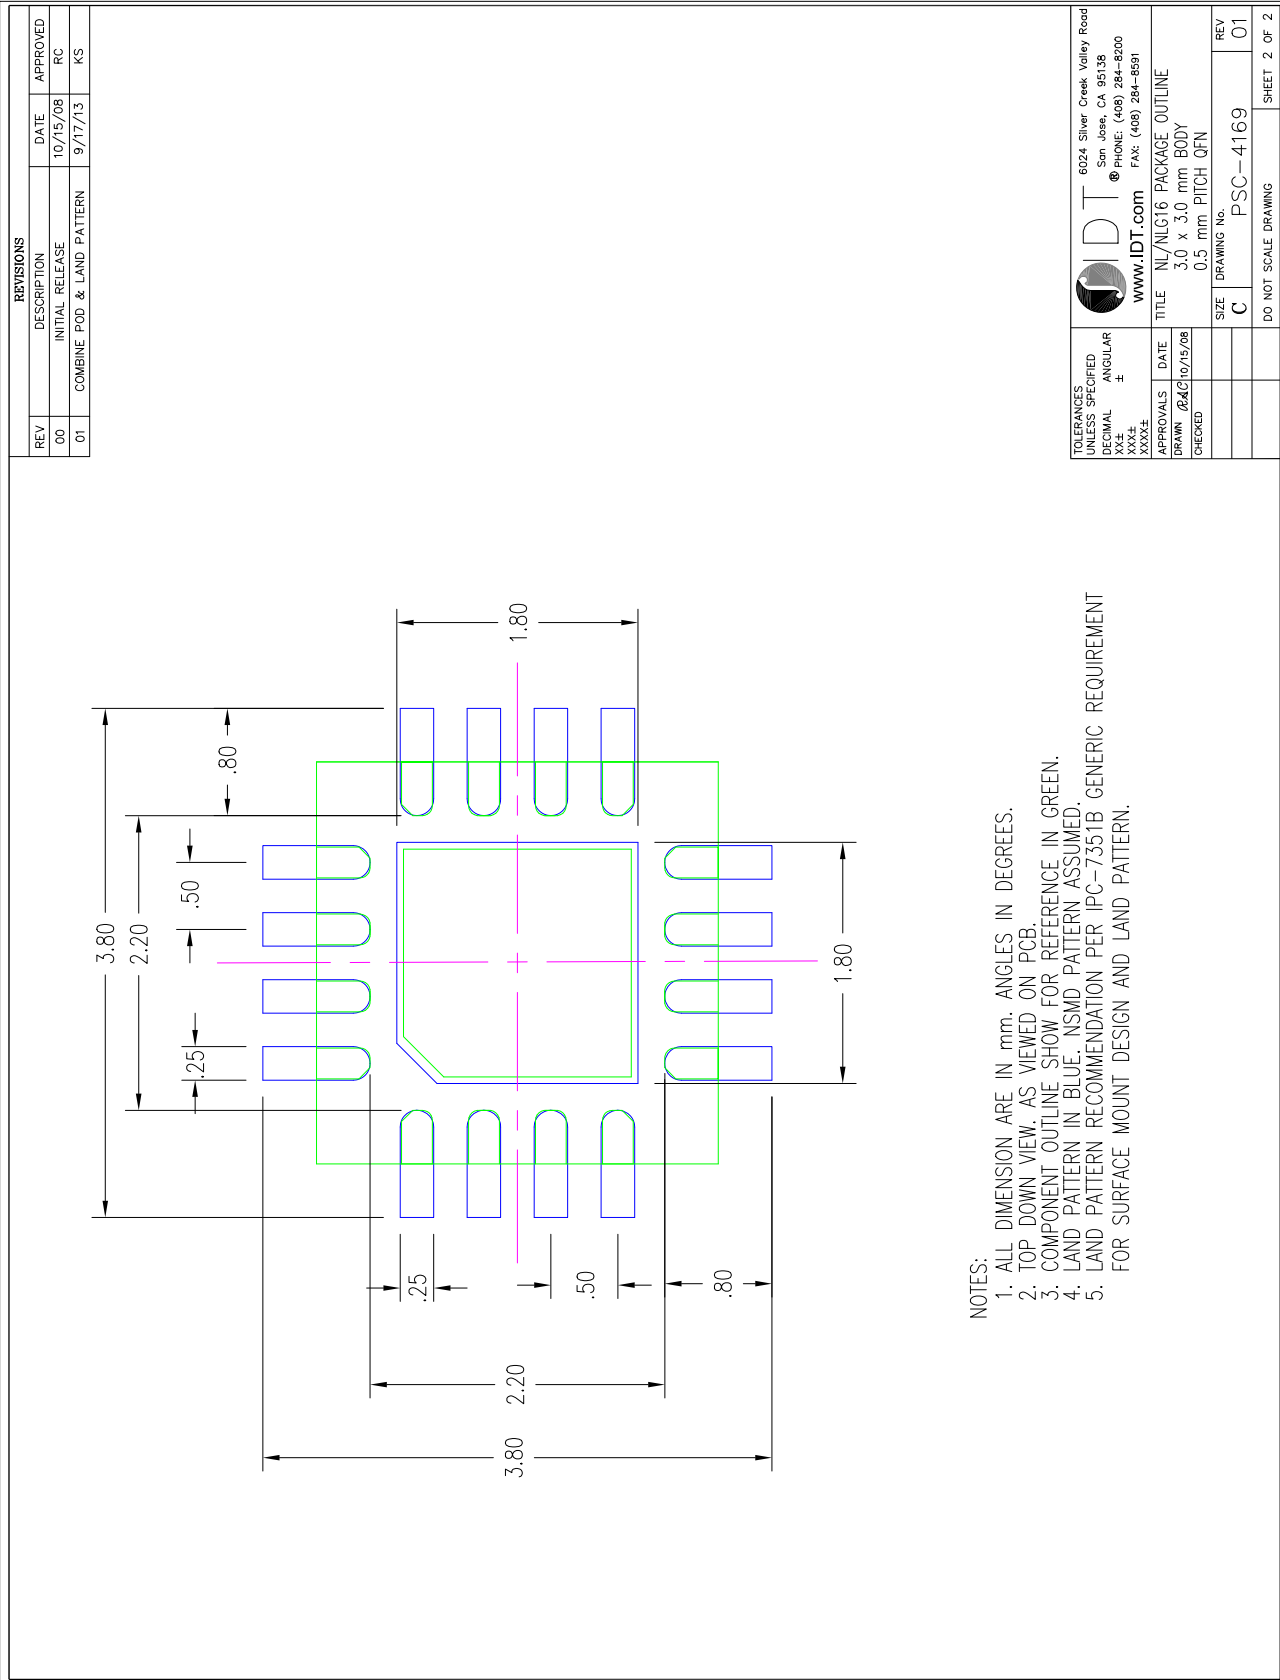 REVISIONS
REV DESCRIPTION DATE APPROVED
00 INITIAL RELEASE 10/15/08 RC
01 COMBINE POD & LAND PATTERN 9/17/13 KS
3.80
2.20
.25
.50
.80
1.80
.25
.50
.80
2.20
3.80
1.80
NOTES:
1. ALL DIMENSION ARE IN mm. ANGLES IN DEGREES.
2. TOP DOWN VIEW. AS VIEWED ON PCB.
3. COMPONENT OUTLINE SHOW FOR REFERENCE IN GREEN.
4. LAND PATTERN IN BLUE. NSMD PATTERN ASSUMED.
5. LAND PATTERN RECOMMENDATION PER IPC-7351B GENERIC REQUIREMENT
FOR SURFACE MOUNT DESIGN AND LAND PATTERN.
TOLERANCES
UNLESS SPECIFIED
DECIMAL ANGULAR
XX± ±
XXX±
XXXX±
APPROVALS DATE
DRAWN RAC 10/15/08
CHECKED
IDT ®
www.IDT.com
6024 Silver Creek Valley Road
San Jose, CA 95138
PHONE: (408) 284-8200
FAX: (408) 284-8591
TITLE NL/NLG16 PACKAGE OUTLINE
3.0 x 3.0 mm BODY
0.5 mm PITCH QFN
SIZE DRAWING No. REV
C PSC-4169 01
DO NOT SCALE DRAWING SHEET 2 OF 2